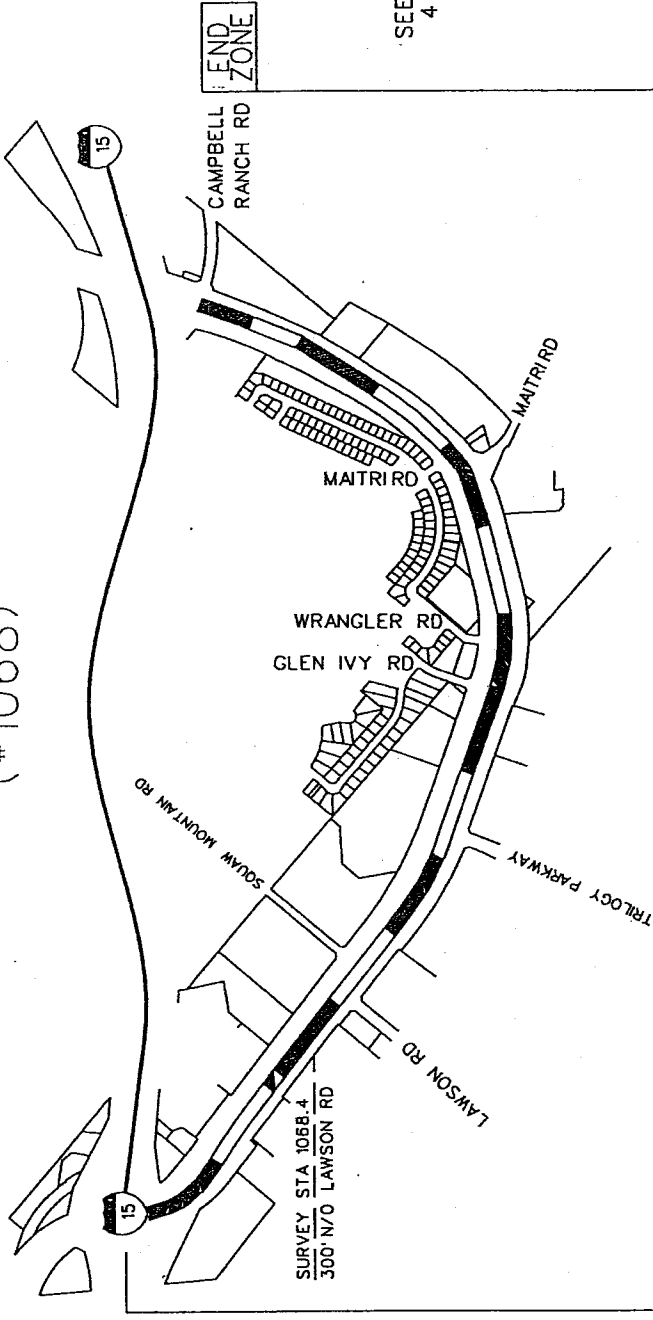 (#1068)
15
END
ZONE
SEE
4
CAMPBELL
RANCH RD
MAITRI RD
MAITRI RD
WRANGLER RD
GLEN IVY RD
SQUAW MOUNTAIN RD
TRILOGY PARKWAY
LAWSON RD
SURVEY STA 1068.4
300' N/O LAWSON RD
15